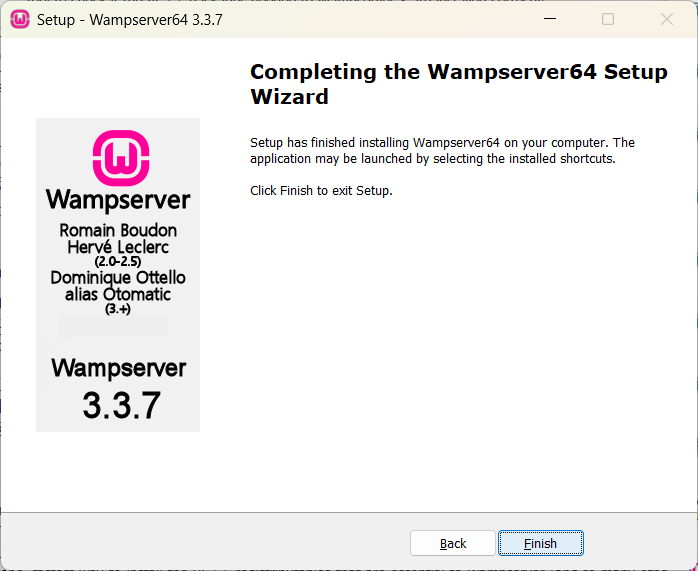 Setup - Wampserver64 3.3.7
Completing the Wampserver64 Setup
Wizard
Setup has finished installing Wampserver64 on your computer. The
application may be launched by selecting the installed shortcuts.
Click Finish to exit Setup.
Wampserver
Romain Boudon
Hervé Leclerc
(2.0-2.5)
Dominique Ottello
alias Otomatic
(3.+)
Wampserver
3.3.7
Back
Finish